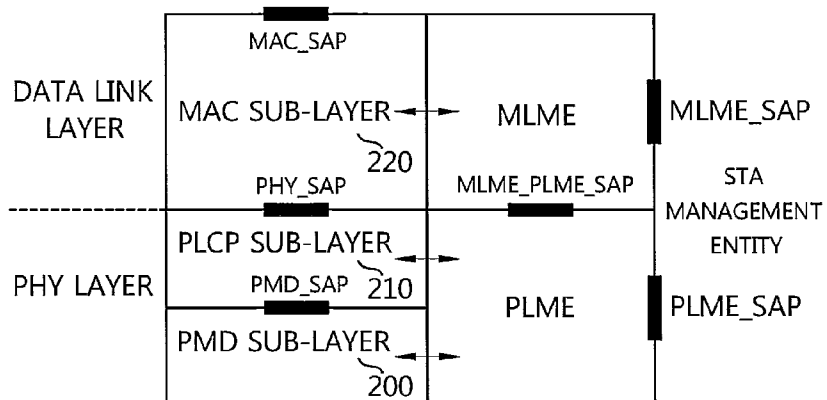 MAC_SAP
DATA LINK
LAYER
MAC SUB-LAYER
220
MLME
MLME_SAP
PHY_SAP
MLME_PLME_SAP
STA
MANAGEMENT
ENTITY
PHY LAYER
PLCP SUB-LAYER
210
PMD_SAP
PLME
PLME_SAP
PMD SUB-LAYER
200